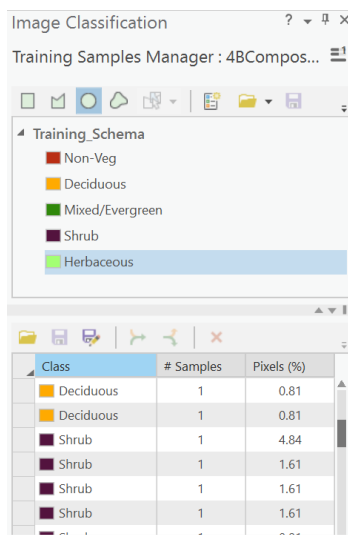 Image Classification
Training Samples Manager : 4BCompos...
Training_Schema
Non-Veg
Deciduous
Mixed/Evergreen
Shrub
Herbaceous
Class # Samples Pixels (%)
Deciduous 1 0.81
Deciduous 1 0.81
Shrub 1 4.84
Shrub 1 1.61
Shrub 1 1.61
Shrub 1 1.61